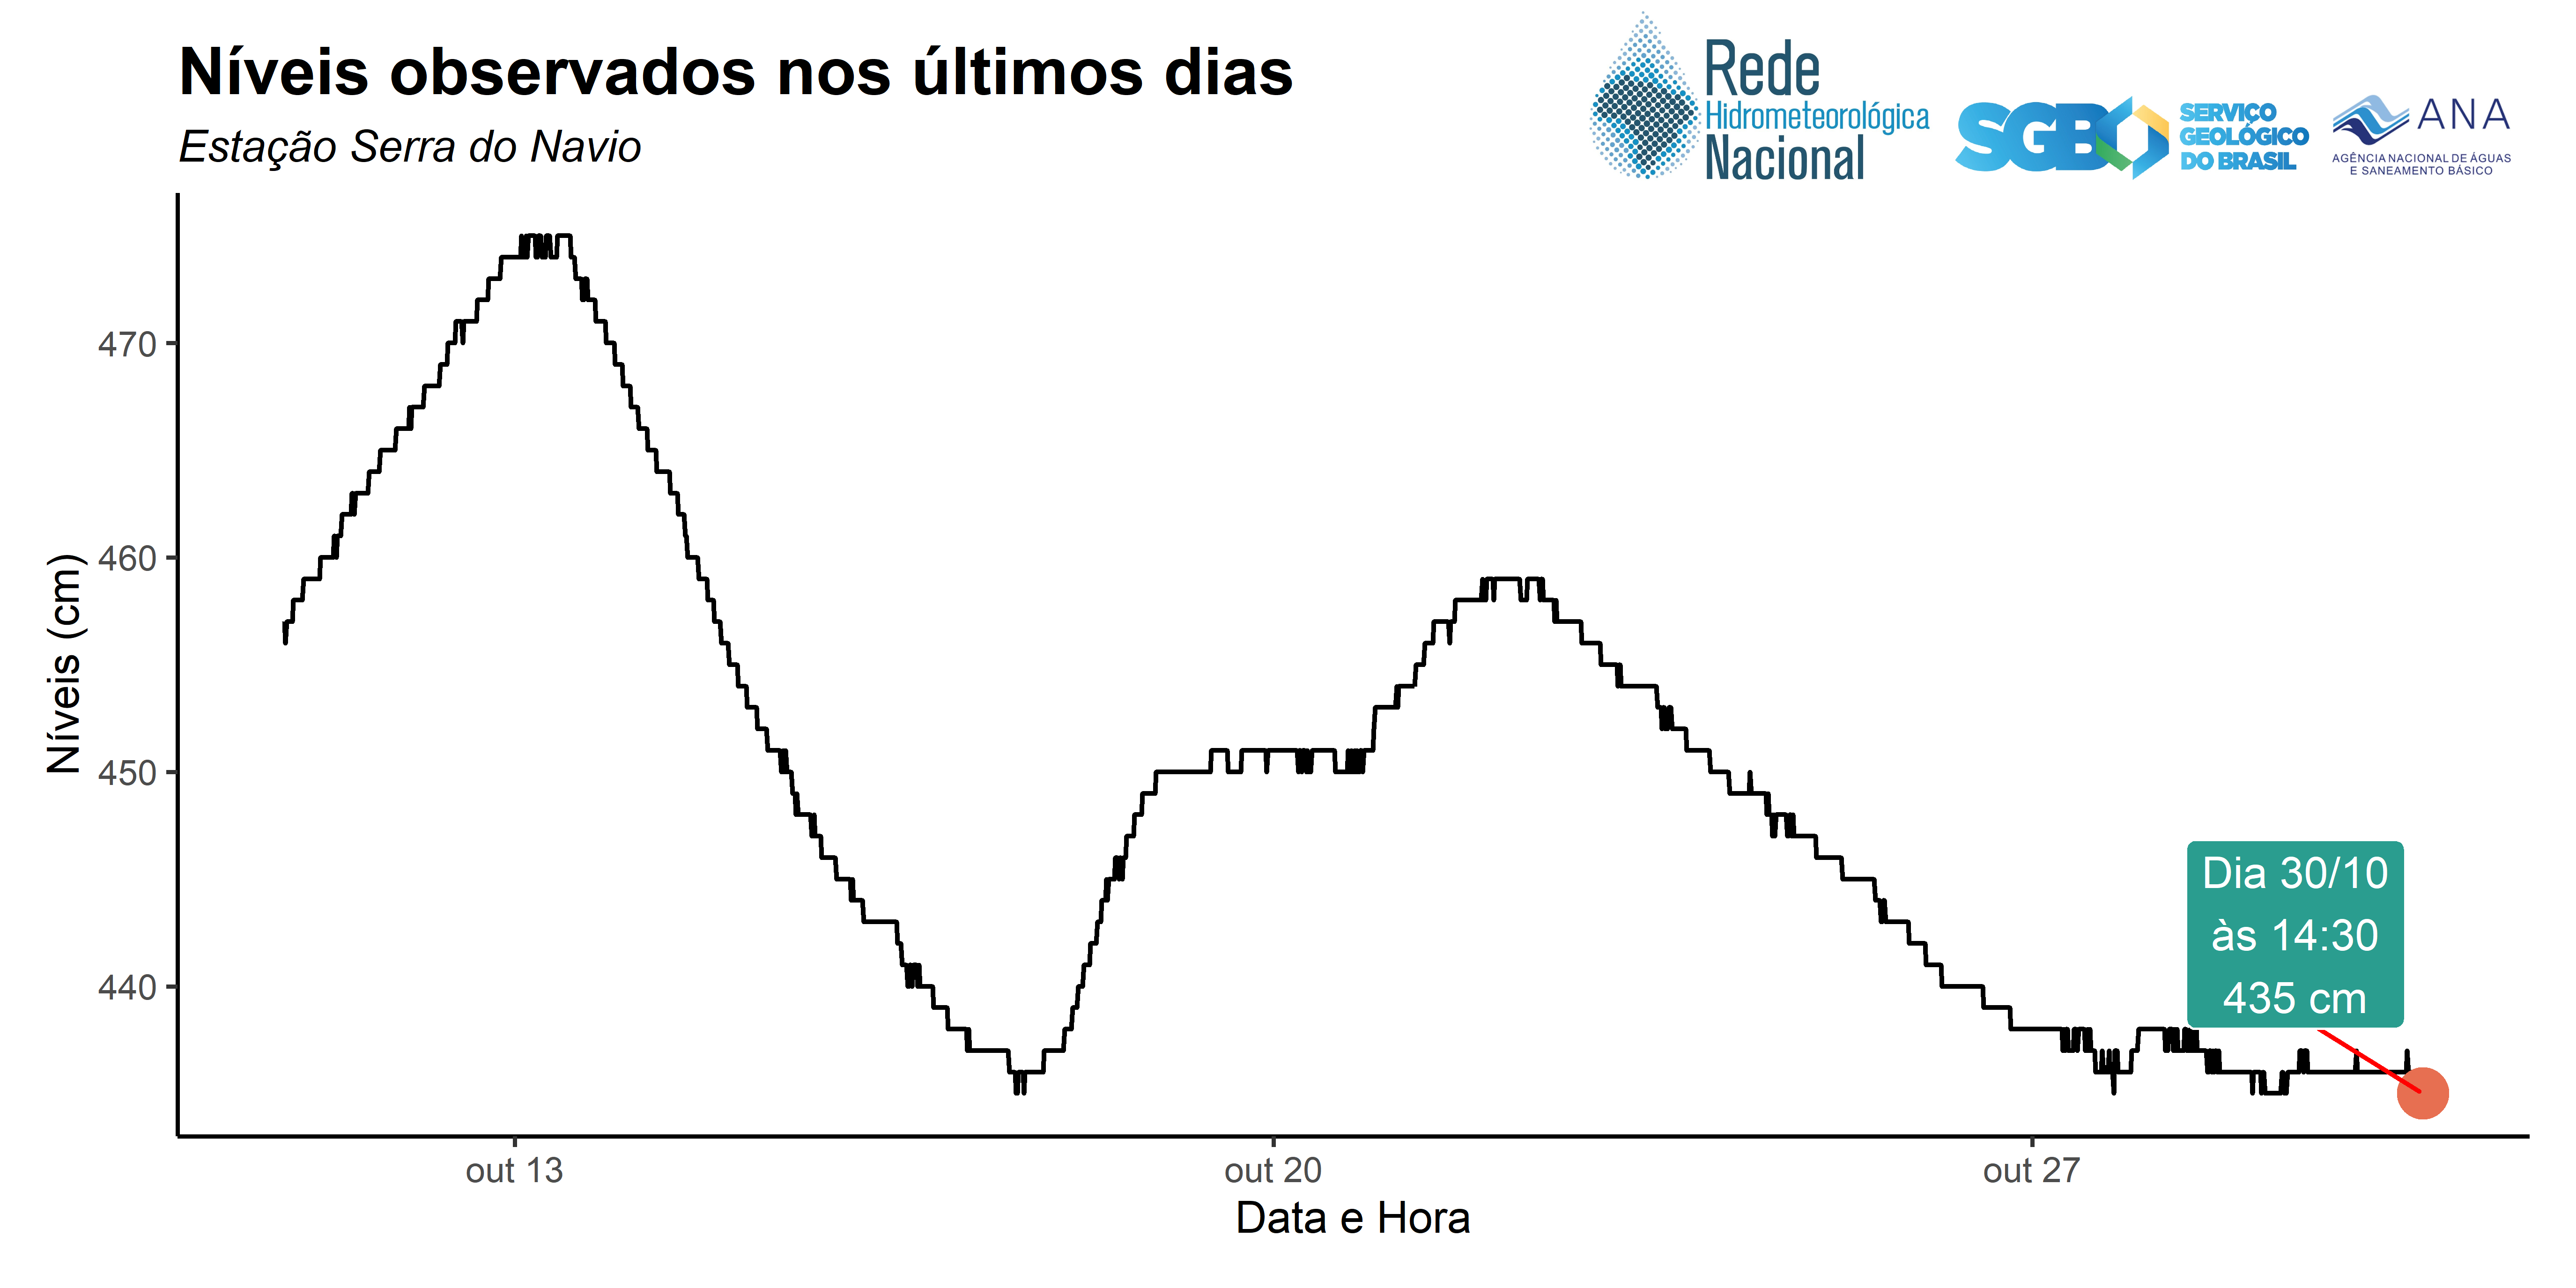 Níveis observados nos últimos dias
Estação Serra do Navio
Rede
Hidrometeorológica
Nacional
SGB
SERVIÇO
GEOLÓGICO
DO BRASIL
ANA
AGÊNCIA NACIONAL DE ÁGUAS
E SANEAMENTO BÁSICO
Níveis (cm)
470
460
450
440
Dia 30/10
às 14:30
435 cm
out 13
out 20
out 27
Data e Hora